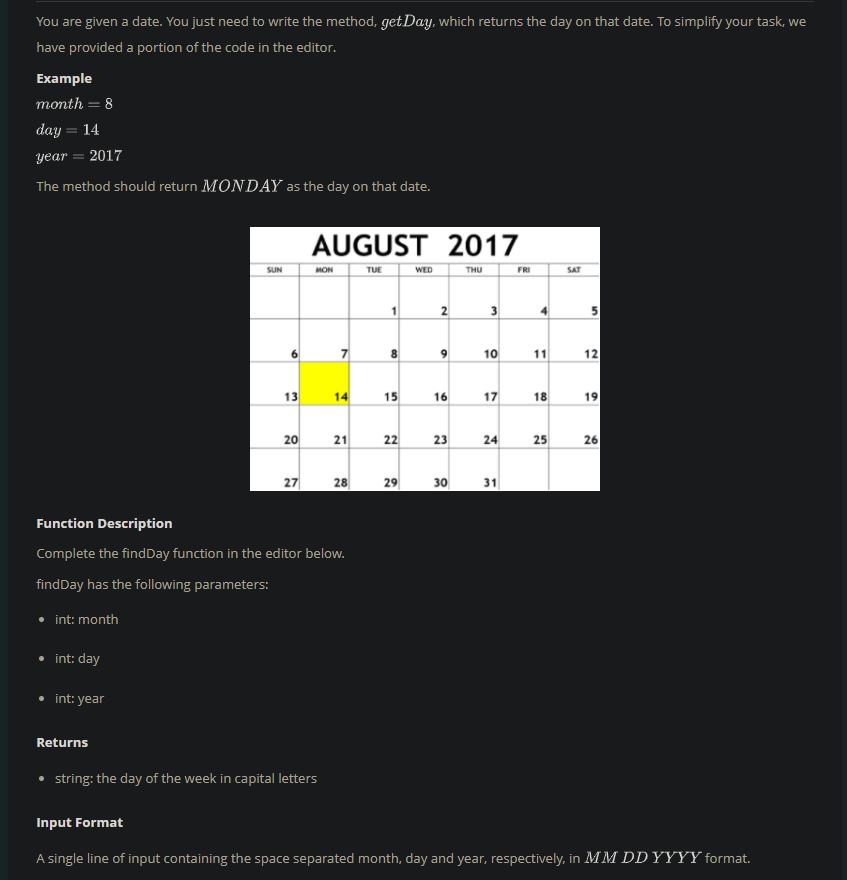 You are given a date. You just need to write the method, getDay, which returns the day on that date. To simplify your task, we
have provided a portion of the code in the editor.
Example
month = 8
day = 14
year = 2017
The method should return MONDAY as the day on that date.
AUGUST 2017
SUN MON TUE WED THU FRI SAT
1 2 3 4 5
6 7 8 9 10 11 12
13 14 15 16 17 18 19
20 21 22 23 24 25 26
27 28 29 30 31
Function Description
Complete the findDay function in the editor below.
findDay has the following parameters:
• int: month
• int: day
• int: year
Returns
• string: the day of the week in capital letters
Input Format
A single line of input containing the space separated month, day and year, respectively, in MM DD YYYY format.